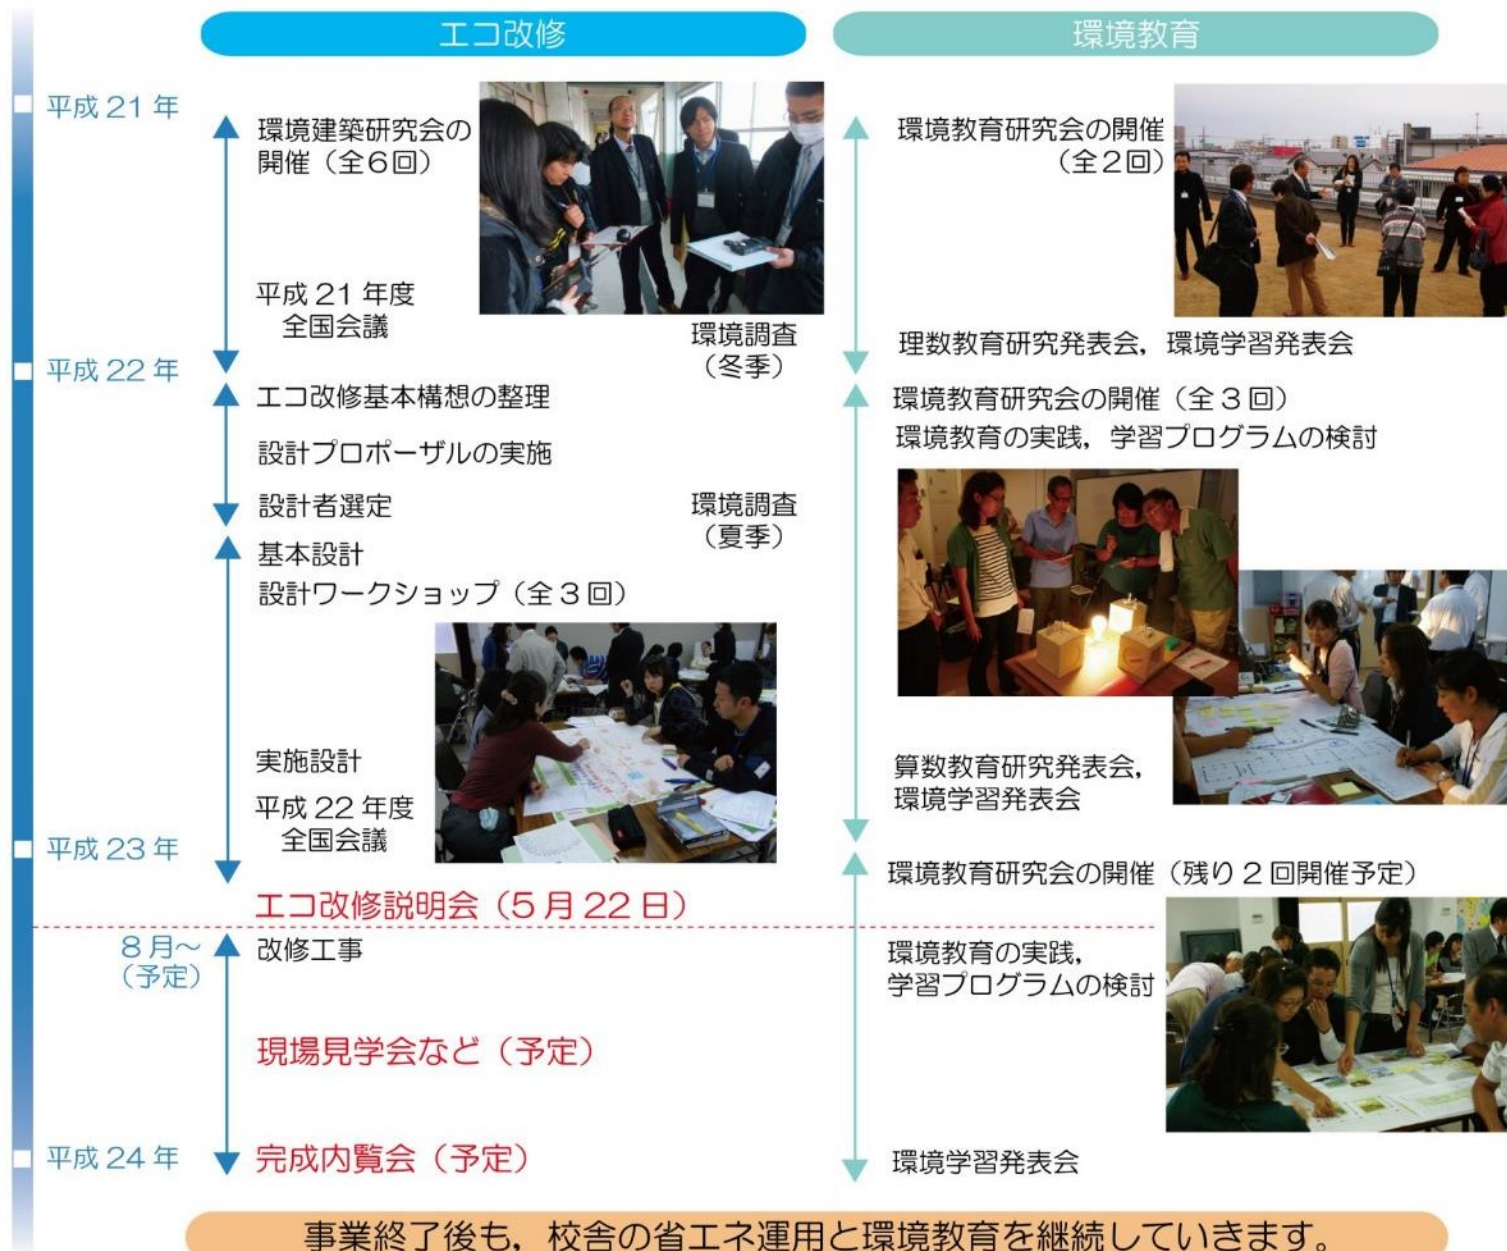 エコ改修
環境教育
平成 21 年
環境建築研究会の
開催（全６回）
平成 21 年度
全国会議
環境調査
（冬季）
環境教育研究会の開催
（全２回）
理数教育研究発表会，環境学習発表会
平成 22 年
エコ改修基本構想の整理
設計プロポーザルの実施
設計者選定
環境調査
（夏季）
基本設計
設計ワークショップ（全３回）
実施設計
平成 22 年度
全国会議
環境教育研究会の開催（全３回）
環境教育の実践，学習プログラムの検討
算数教育研究発表会，
環境学習発表会
平成 23 年
エコ改修説明会（５月 22 日）
環境教育研究会の開催（残り２回開催予定）
８月～
（予定）
改修工事
現場見学会など（予定）
環境教育の実践，
学習プログラムの検討
平成 24 年
完成内覧会（予定）
環境学習発表会
事業終了後も，校舎の省エネ運用と環境教育を継続していきます。